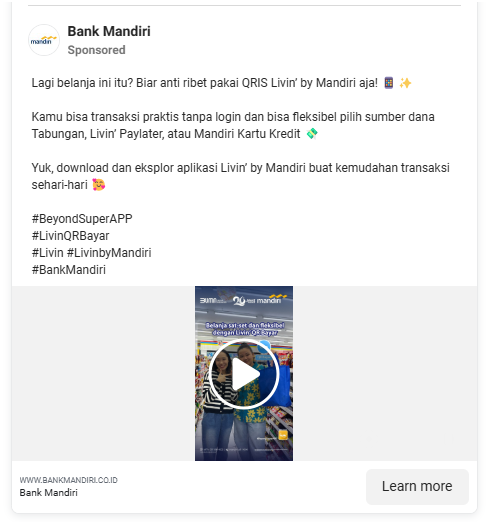 mandiri
Bank Mandiri
Sponsored
Lagi belanja ini itu? Biar anti ribet pakai QRIS Livin’ by Mandiri aja! 📱 ✨
Kamu bisa transaksi praktis tanpa login dan bisa fleksibel pilih sumber dana
Tabungan, Livin’ Paylater, atau Mandiri Kartu Kredit 💸
Yuk, download dan eksplor aplikasi Livin’ by Mandiri buat kemudahan transaksi
sehari-hari 🥰
#BeyondSuperAPP
#LivinQRBayar
#Livin #LivinbyMandiri
#BankMandiri
BUMN mandiri
Belanja sat set dan fleksibel
dengan Livin’ QR Bayar
WWW.BANKMANDIRI.CO.ID
Bank Mandiri
Learn more